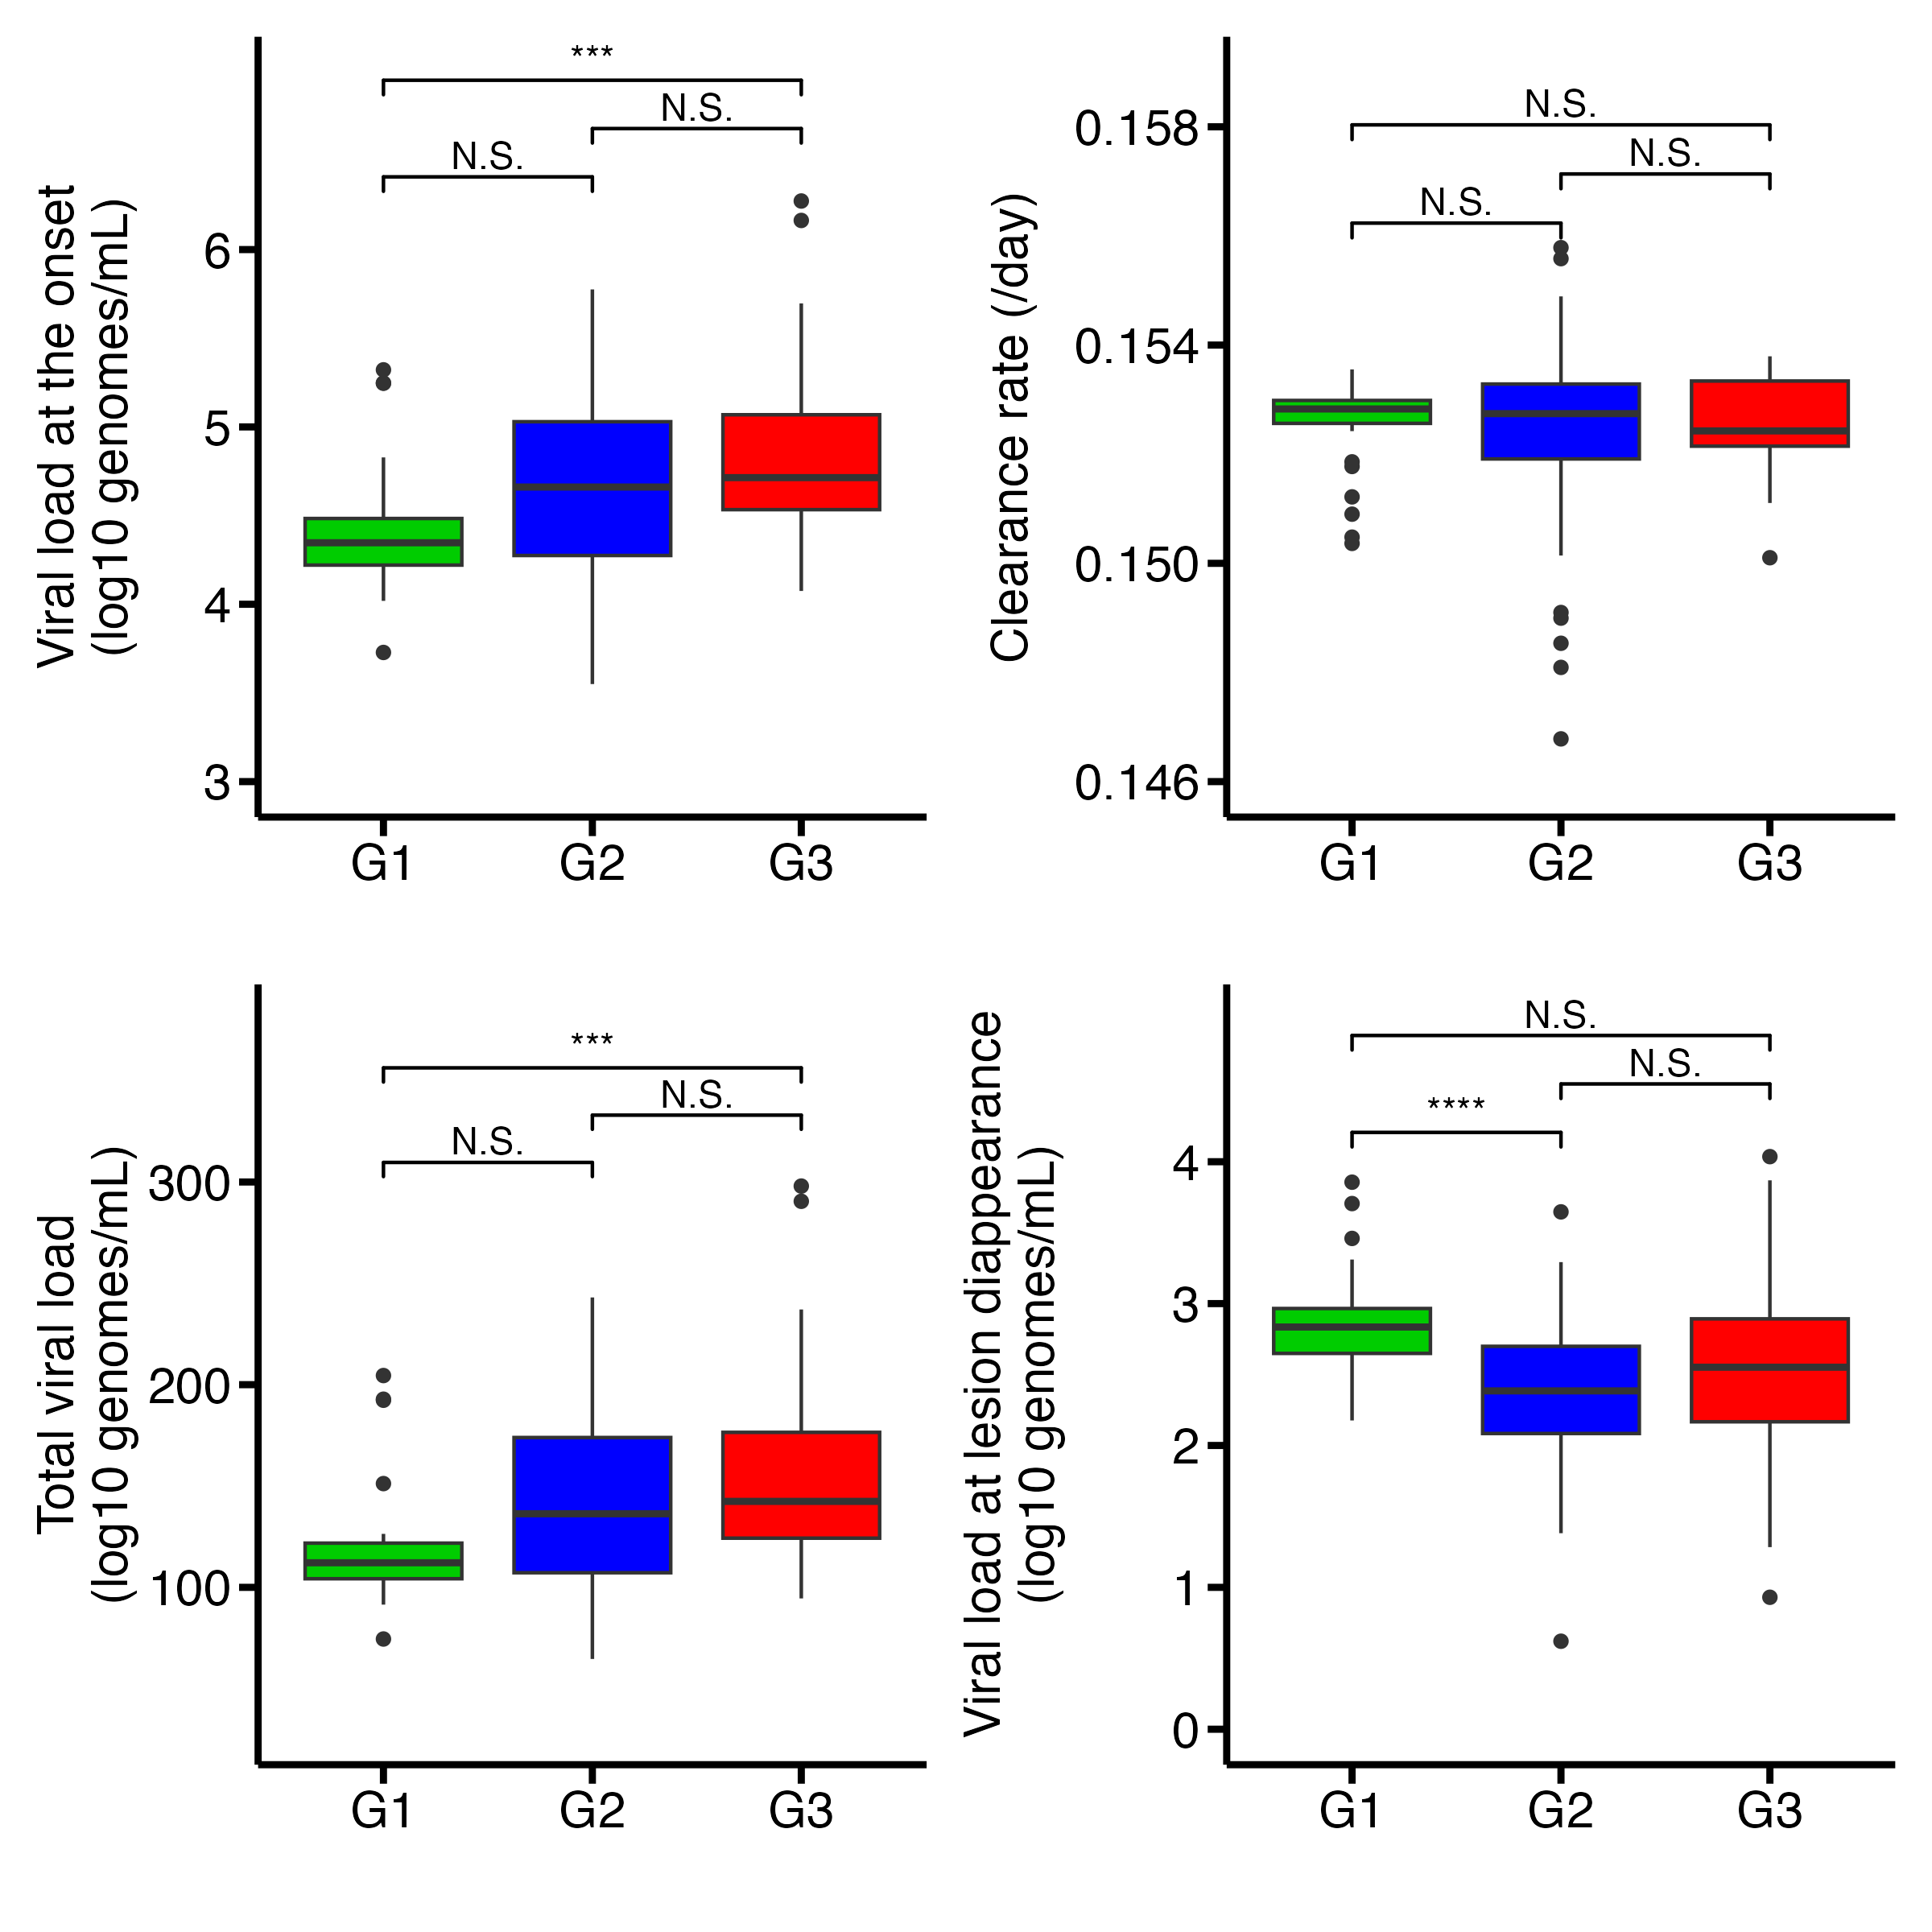 Viral load at the onset
(log10 genomes/mL)
***
N.S.
N.S.
6
5
4
3
G1 G2 G3
Clearance rate (/day)
N.S.
N.S.
N.S.
0.158
0.154
0.150
0.146
G1 G2 G3
Total viral load
(log10 genomes/mL)
***
N.S.
N.S.
300
200
100
G1 G2 G3
Viral load at lesion diappearance
(log10 genomes/mL)
N.S.
N.S.
****
4
3
2
1
0
G1 G2 G3